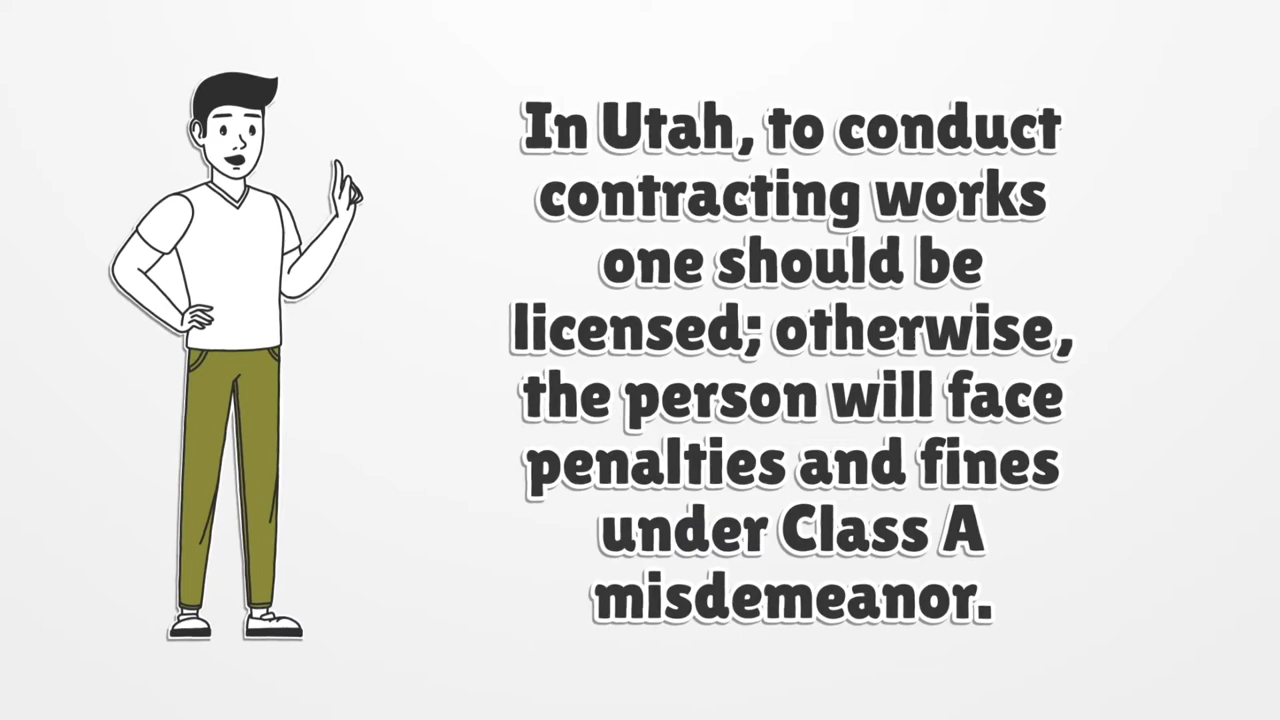 In Utah, to conduct
contracting works
one should be
licensed; otherwise,
the person will face
penalties and fines
under Class A
misdemeanor.